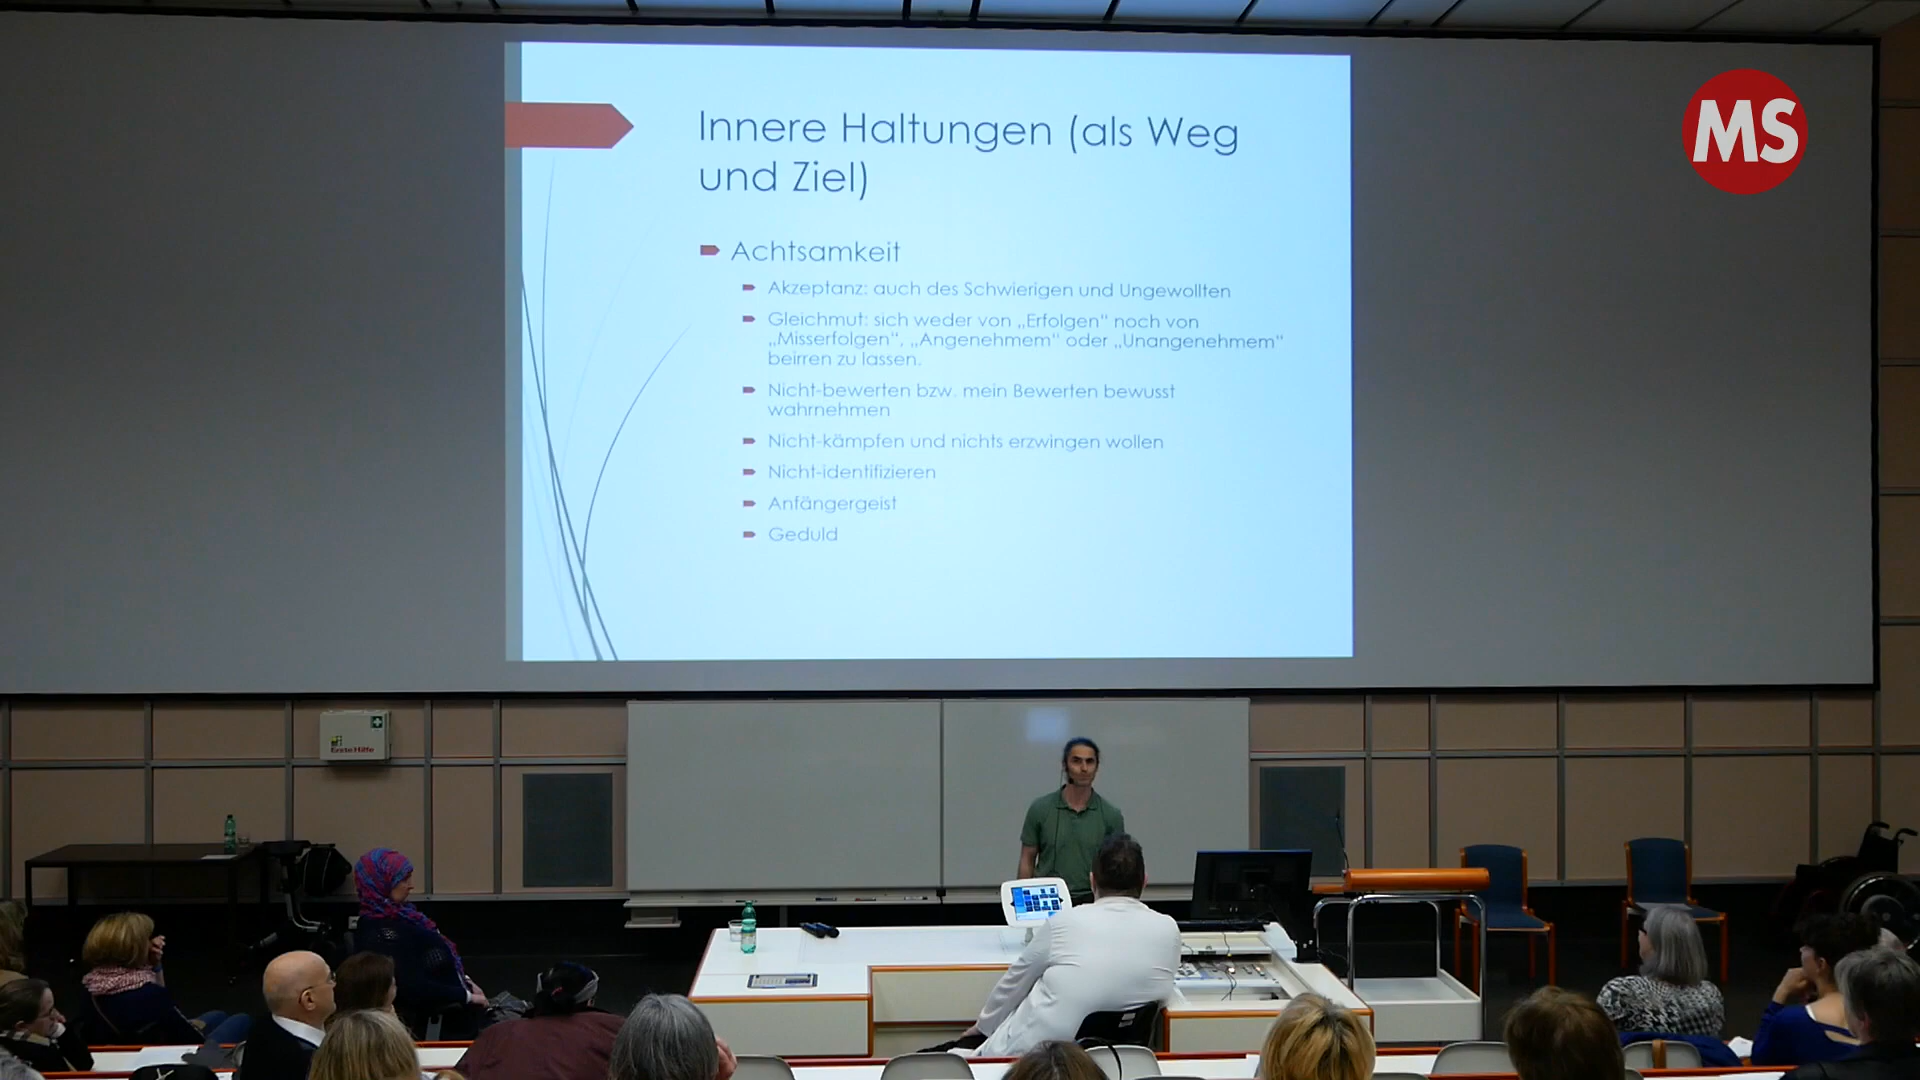 MS
Innere Haltungen (als Weg
und Ziel)
Achtsamkeit
Akzeptanz: auch des Schwierigen und Ungewollten
Gleichmut: sich weder von „Erfolgen“ noch von
„Misserfolgen“, „Angenehmem“ oder „Unangenehmem“
beirren zu lassen.
Nicht-bewerten bzw. mein Bewerten bewusst
wahrnehmen
Nicht-kämpfen und nichts erzwingen wollen
Nicht-identifizieren
Anfängergeist
Geduld
Erste Hilfe